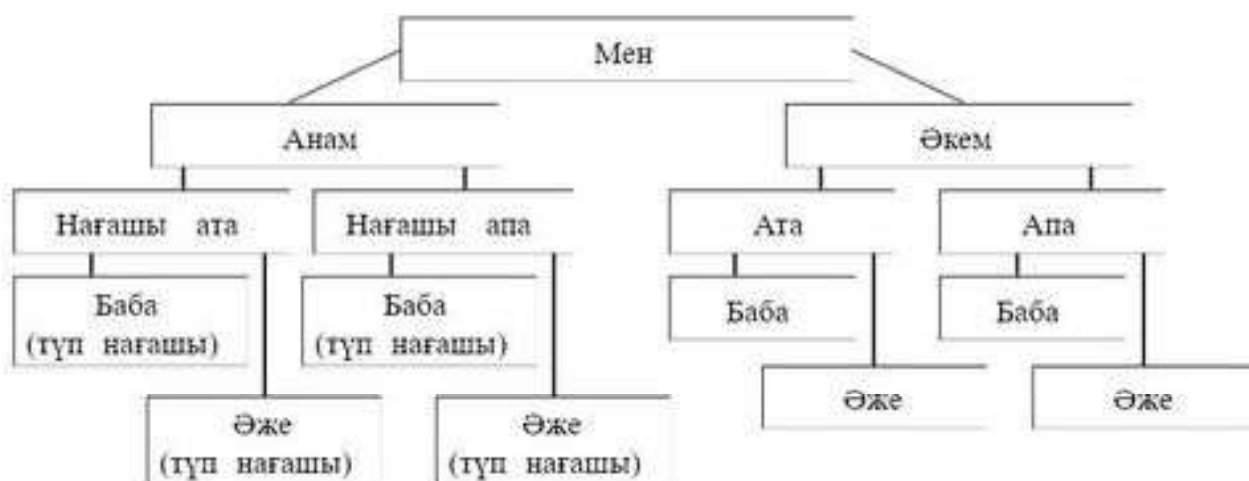 Мен
Анам
Әкем
Нағашы ата
Нағашы апа
Ата
Апа
Баба
(түп нағашы)
Баба
(түп нағашы)
Баба
Баба
Әже
Әже
Әже
(түп нағашы)
Әже
(түп нағашы)